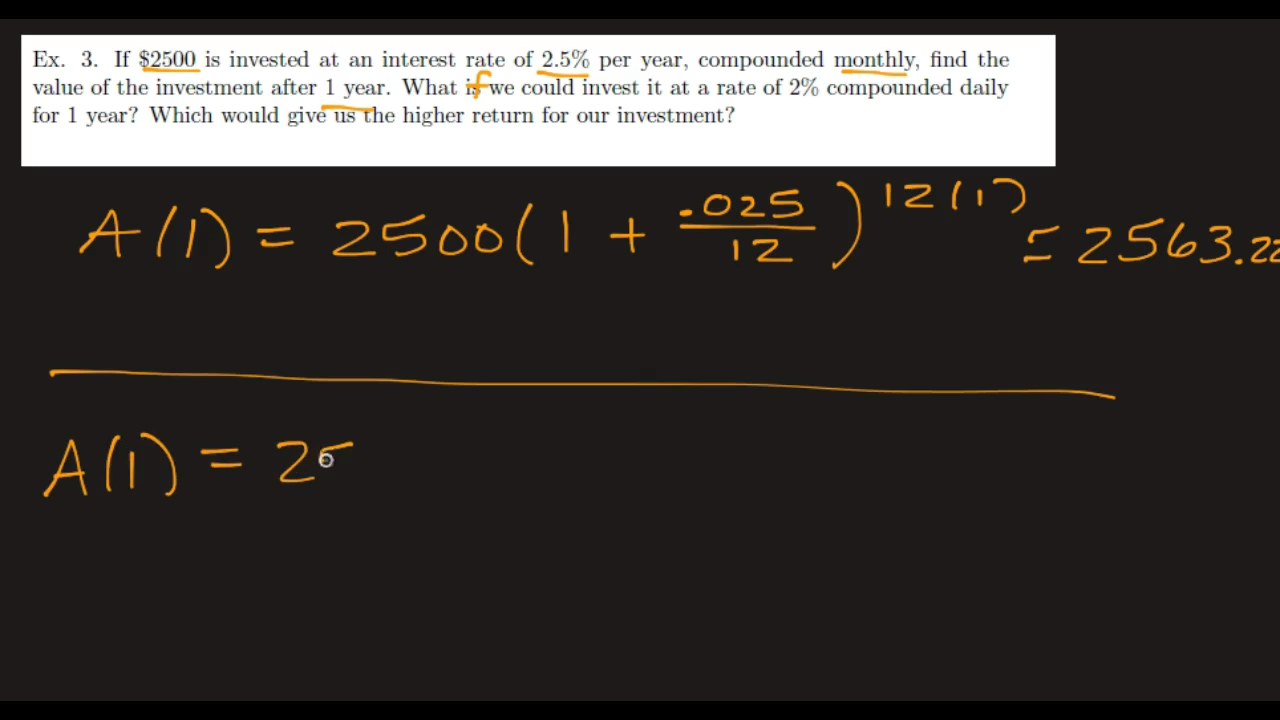 Ex. 3. If $2500 is invested at an interest rate of 2.5% per year, compounded monthly, find the
value of the investment after 1 year. What if we could invest it at a rate of 2% compounded daily
for 1 year? Which would give us the higher return for our investment?
A(1) = 2500(1 + .025/12)^12(1) = 2563.22
A(1) = 25